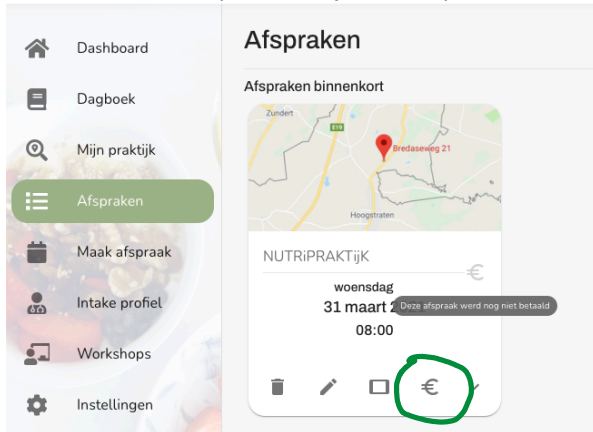 Dashboard
Dagboek
Mijn praktijk
Afspraken
Maak afspraak
Intake profiel
Workshops
Instellingen
Afspraken
Afspraken binnenkort
Zundert
E19
Bredaseweg 21
Hoogstraten
NUTRiPRAKTijK
€
woensdag
31 maart
Deze afspraak werd nog niet betaald
08:00
€